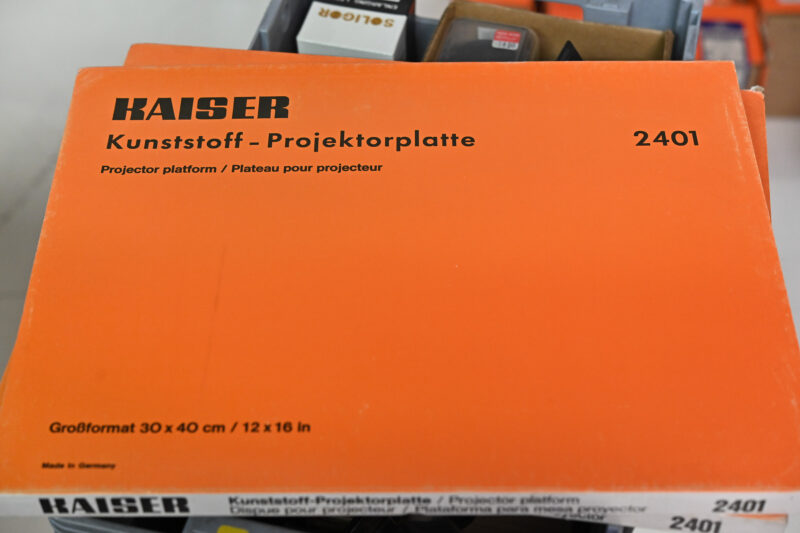 SOLIGOR
KAISER
Kunststoff – Projektorplatte
2401
Projector platform / Plateau pour projecteur
Großformat 30 x 40 cm / 12 x 16 in
Made in Germany
KAISER
Kunststoff-Projektorplatte / Projector platform
Dispue pour projecteur / Plataforma para mesa proyector
2401
2401